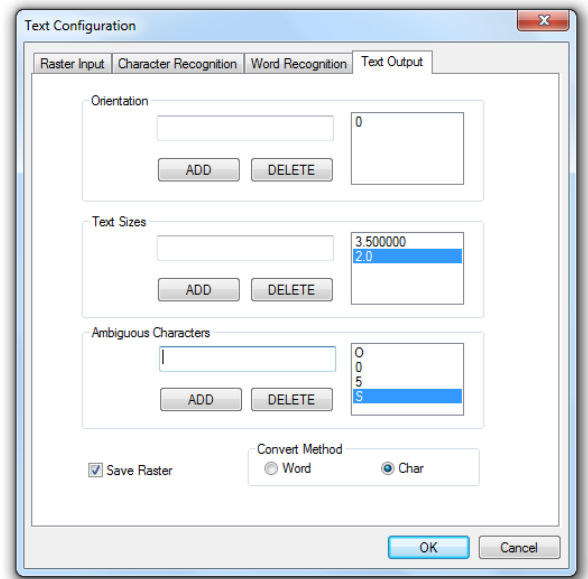 Text Configuration
Raster Input Character Recognition Word Recognition Text Output
Orientation
0
ADD DELETE
Text Sizes
3.500000
2.0
ADD DELETE
Ambiguous Characters
O
0
5
S
ADD DELETE
Save Raster
Convert Method
Word Char
OK Cancel